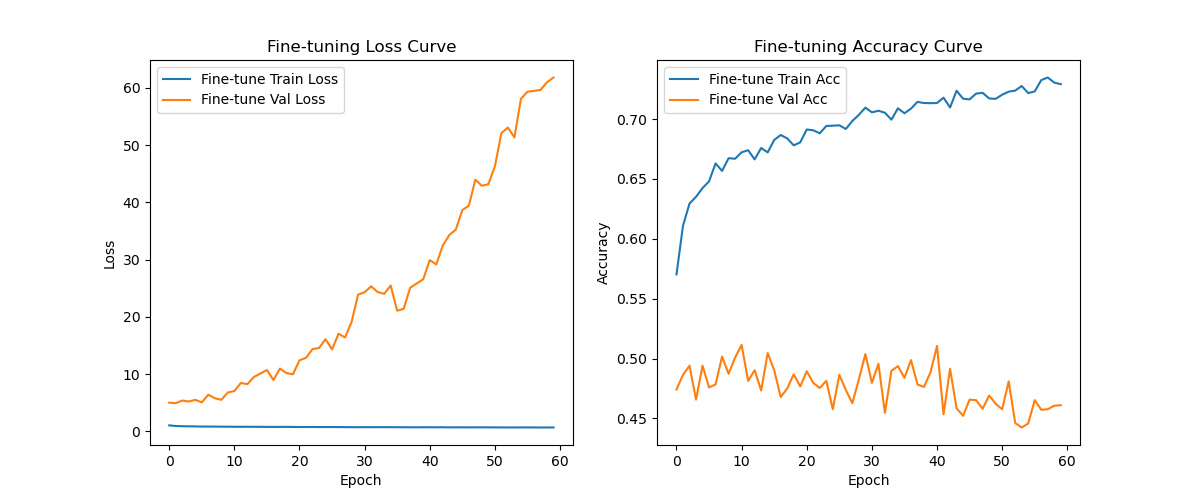 Fine-tuning Loss Curve
Fine-tune Train Loss
Fine-tune Val Loss
Loss
60
50
40
30
20
10
0
0 10 20 30 40 50 60
Epoch
Fine-tuning Accuracy Curve
Fine-tune Train Acc
Fine-tune Val Acc
Accuracy
0.70
0.65
0.60
0.55
0.50
0.45
0 10 20 30 40 50 60
Epoch